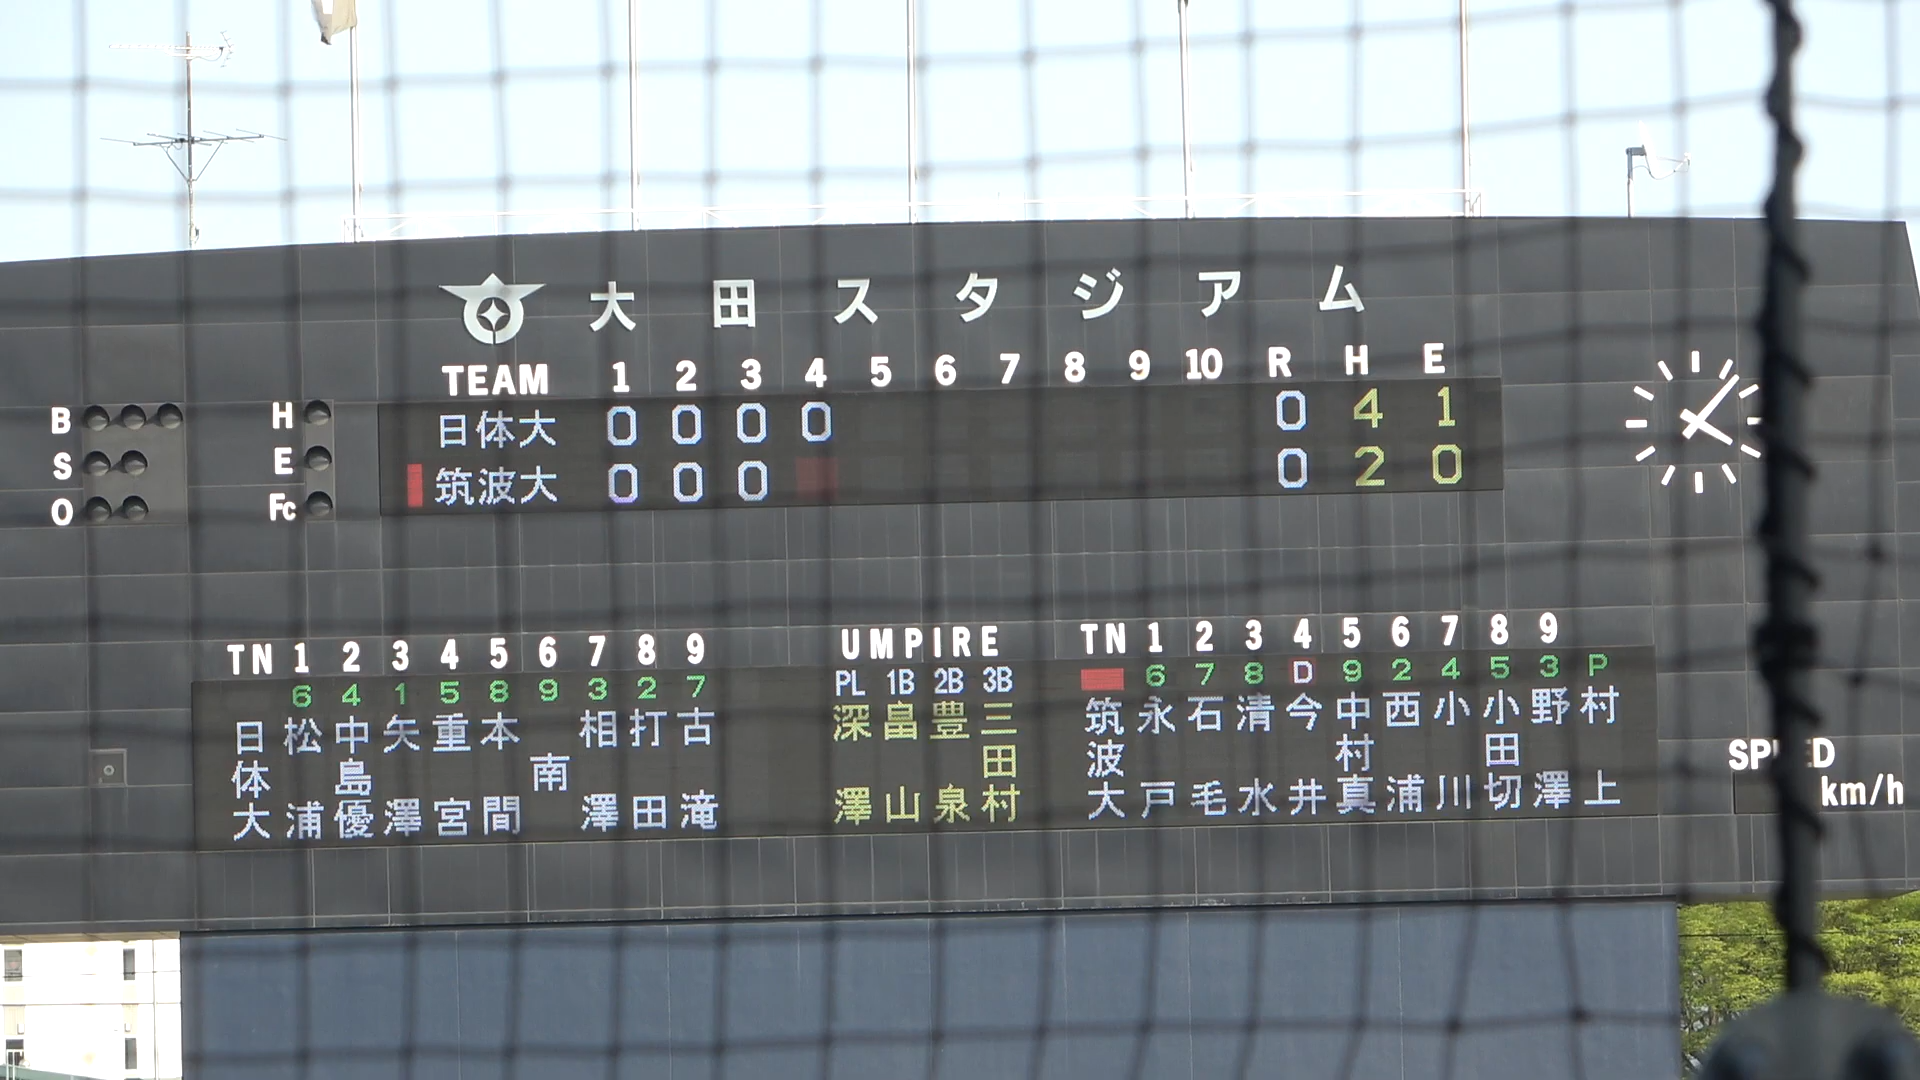 大田スタジアム
TEAM 1 2 3 4 5 6 7 8 9 10 R H E
B H 日体大 0 0 0 0 0 4 1
S E 筑波大 0 0 0 0 2 0
O Fc
TN 1 2 3 4 5 6 7 8 9
6 4 1 5 8 9 3 2 7
日体大 松浦 中島優 矢澤 重宮 本間 南 相澤 打田 古滝
UMPIRE
PL 1B 2B 3B
深澤 畠山 豊泉 三田村
TN 1 2 3 4 5 6 7 8 9
6 7 8 D 9 2 4 5 3 P
筑波大 永戸 石毛 清水 今井 中村真 西浦 小川 小田切 野澤 村上
SPEED
km/h